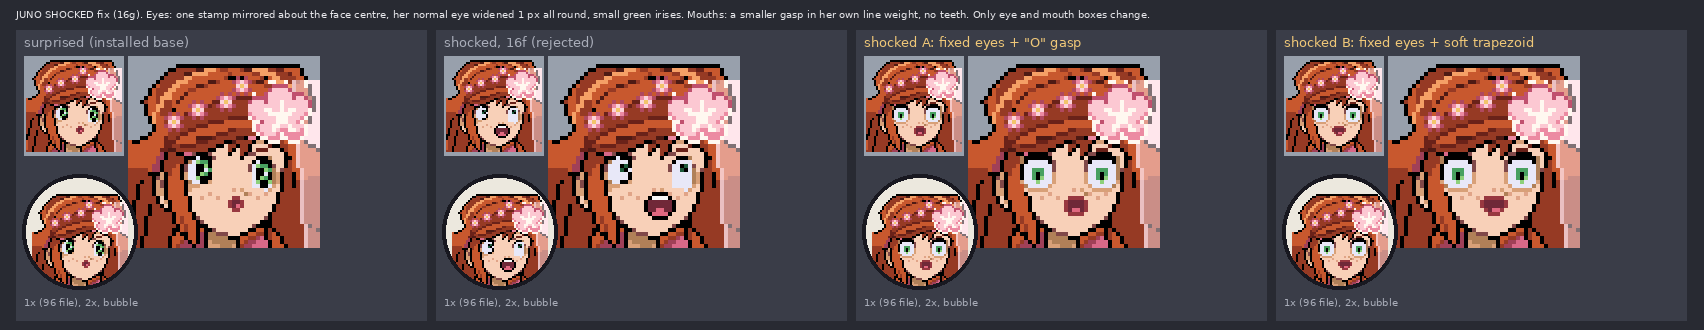 JUNO SHOCKED fix (16g). Eyes: one stamp mirrored about the face centre, her normal eye widened 1 px all round, small green irises. Mouths: a smaller gasp in her own line weight, no teeth. Only eye and mouth boxes change.
surprised (installed base)
shocked, 16f (rejected)
shocked A: fixed eyes + "O" gasp
shocked B: fixed eyes + soft trapezoid
1x (96 file), 2x, bubble
1x (96 file), 2x, bubble
1x (96 file), 2x, bubble
1x (96 file), 2x, bubble